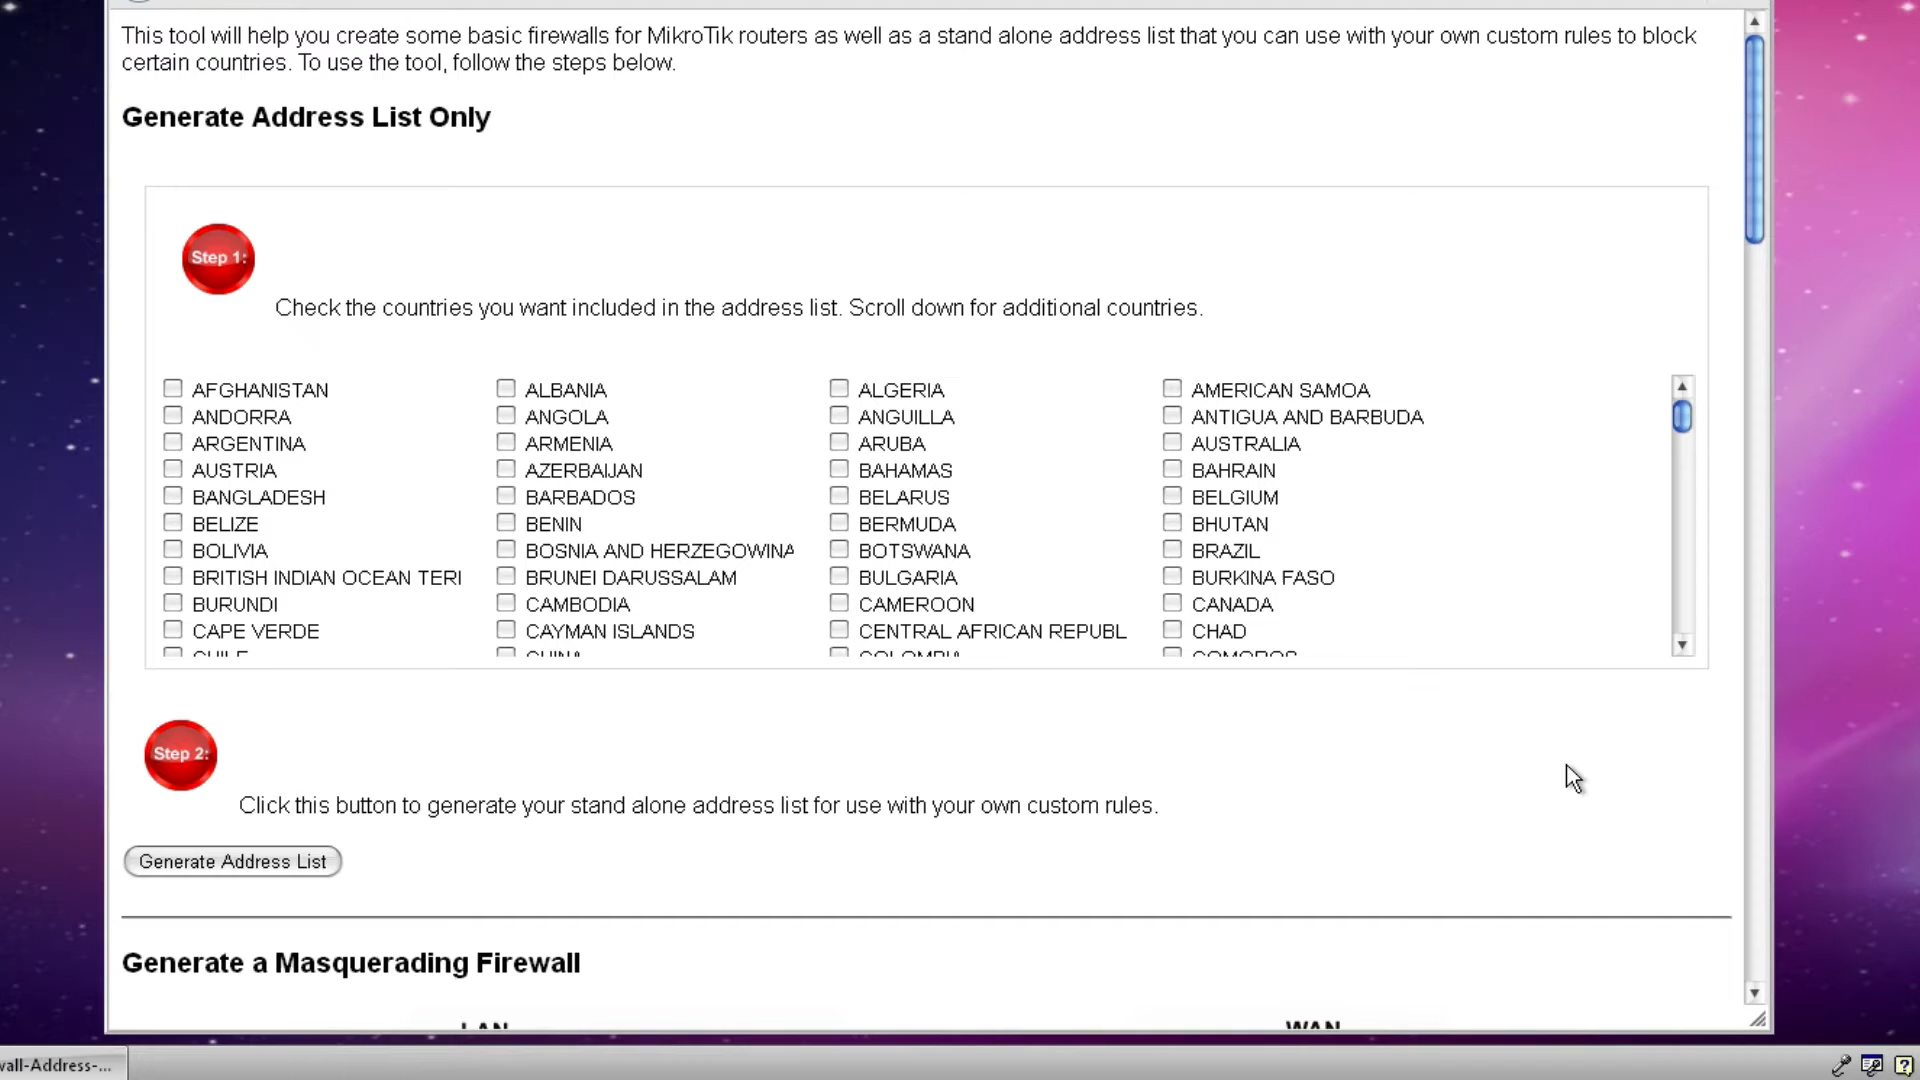 This tool will help you create some basic firewalls for MikroTik routers as well as a stand alone address list that you can use with your own custom rules to block
certain countries. To use the tool, follow the steps below.
Generate Address List Only
Step 1:
Check the countries you want included in the address list. Scroll down for additional countries.
AFGHANISTAN ALBANIA ALGERIA AMERICAN SAMOA
ANDORRA ANGOLA ANGUILLA ANTIGUA AND BARBUDA
ARGENTINA ARMENIA ARUBA AUSTRALIA
AUSTRIA AZERBAIJAN BAHAMAS BAHRAIN
BANGLADESH BARBADOS BELARUS BELGIUM
BELIZE BENIN BERMUDA BHUTAN
BOLIVIA BOSNIA AND HERZEGOWINA BOTSWANA BRAZIL
BRITISH INDIAN OCEAN TERI BRUNEI DARUSSALAM BULGARIA BURKINA FASO
BURUNDI CAMBODIA CAMEROON CANADA
CAPE VERDE CAYMAN ISLANDS CENTRAL AFRICAN REPUBL CHAD
CHILE CHINA COLOMBIA COMOROS
Step 2:
Click this button to generate your stand alone address list for use with your own custom rules.
Generate Address List
Generate a Masquerading Firewall
LAN WAN
wall-Address-...